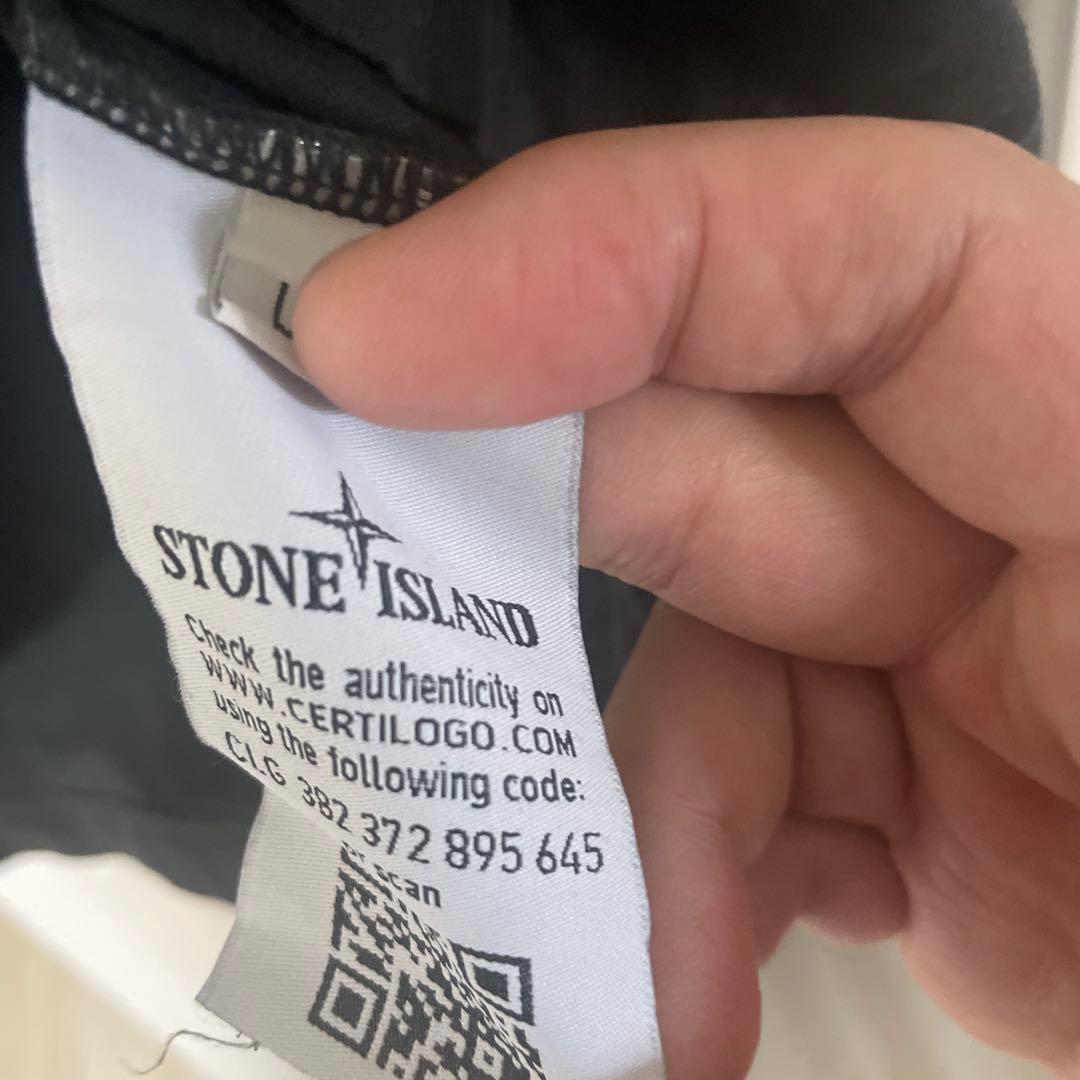 L
STONE ISLAND
Check the authenticity on
WWW.CERTILOGO.COM
using the following code:
CLG 382 372 895 645
or scan